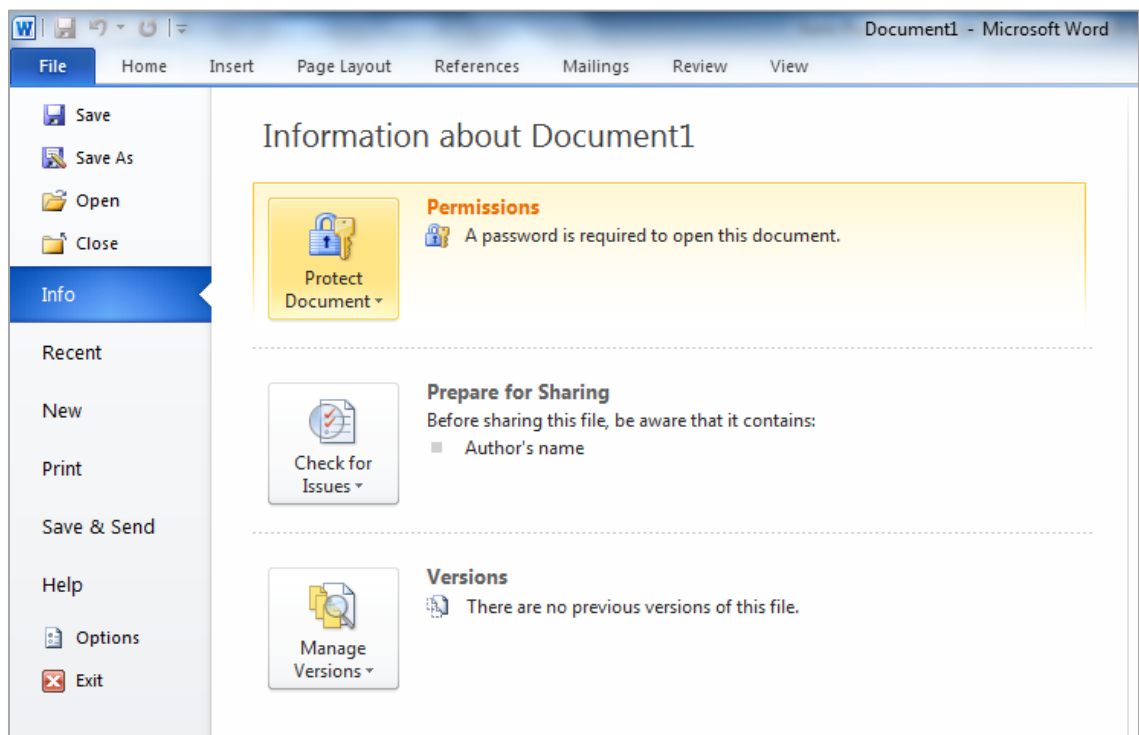 W
Document1 - Microsoft Word
File Home Insert Page Layout References Mailings Review View
Save
Save As
Open
Close
Info
Recent
New
Print
Save & Send
Help
Options
Exit
Information about Document1
Protect
Document
Permissions
A password is required to open this document.
Check for
Issues
Prepare for Sharing
Before sharing this file, be aware that it contains:
Author's name
Manage
Versions
Versions
There are no previous versions of this file.